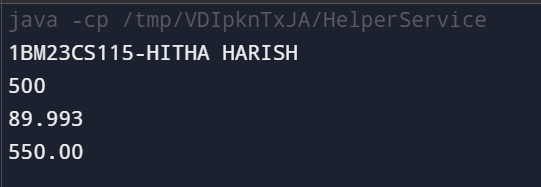 java -cp /tmp/VDIpknTxJA/HelperService
1BM23CS115-HITHA HARISH
500
89.993
550.00